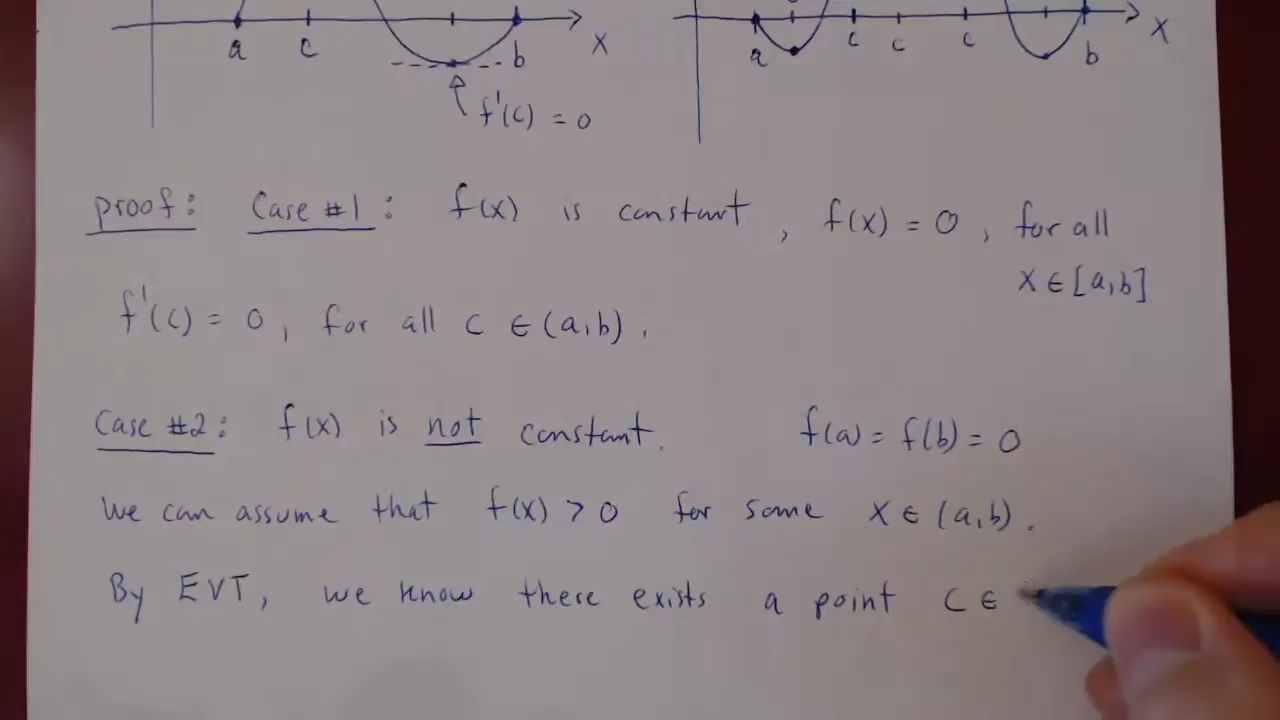 a c b x
f'(c) = 0
a c c c b x
proof: Case #1: f(x) is constant, f(x) = 0, for all
x ∈ [a,b]
f'(c) = 0, for all c ∈ (a,b).
Case #2: f(x) is not constant. f(a) = f(b) = 0
We can assume that f(x) > 0 for some x ∈ (a,b).
By EVT, we know there exists a point c ∈